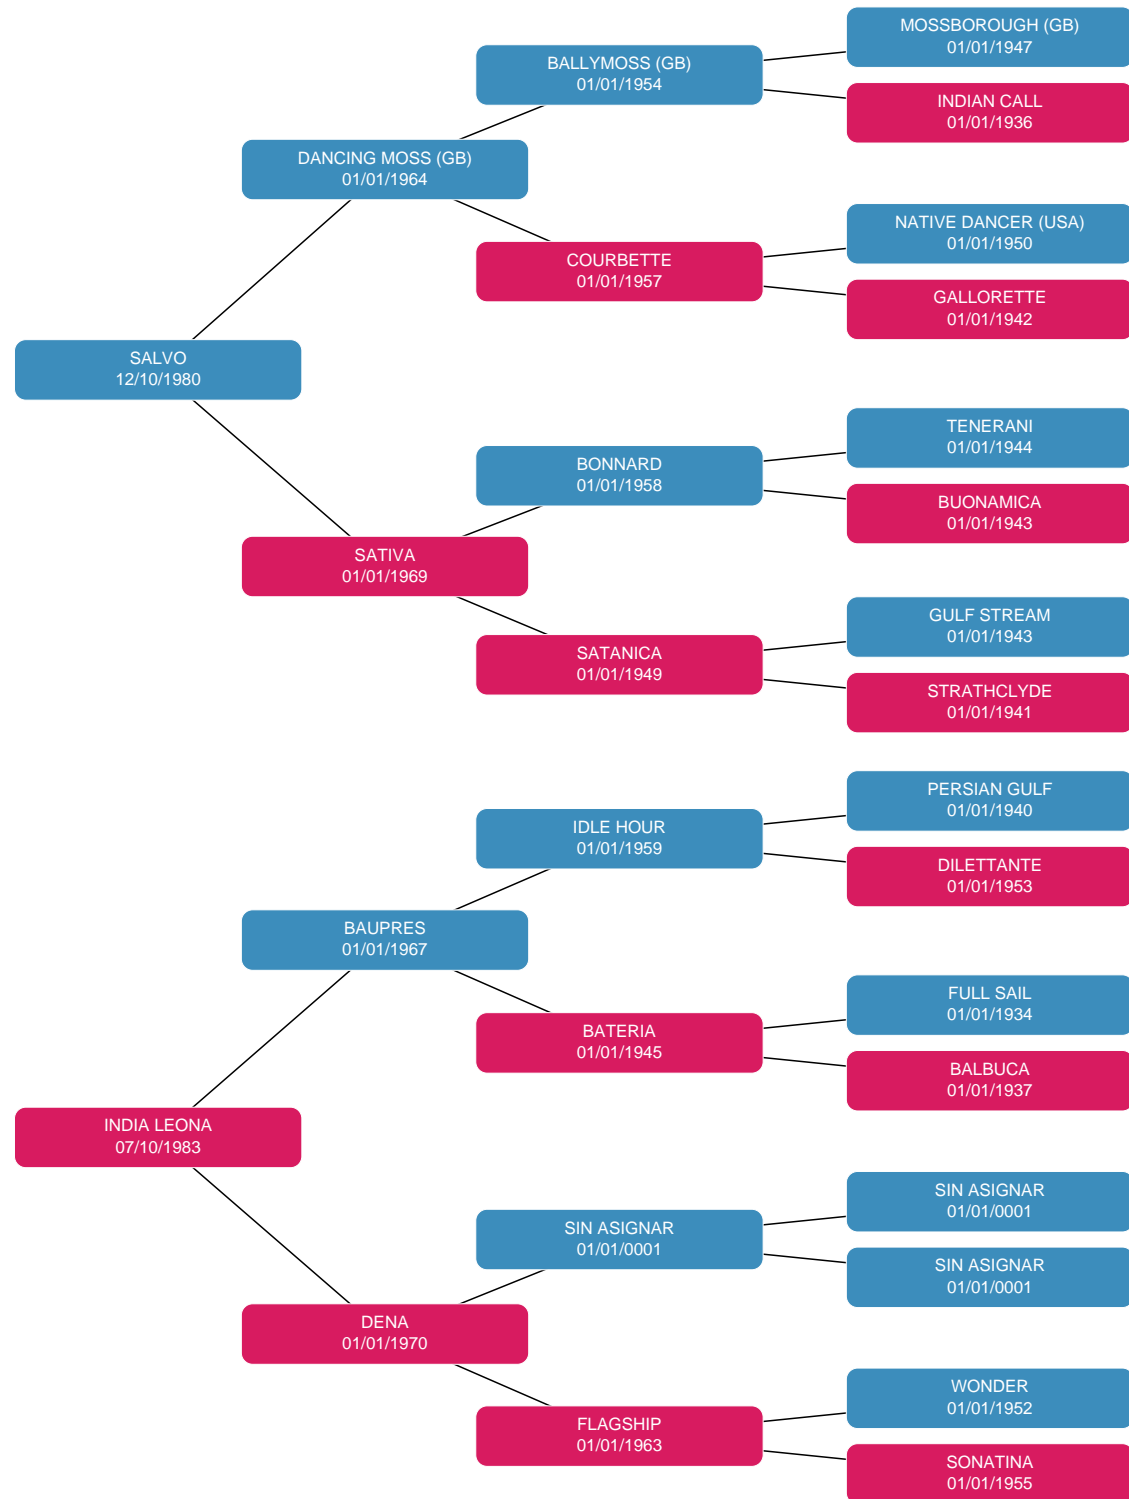 MOSSBOROUGH (GB)
01/01/1947
BALLYMOSS (GB)
01/01/1954
INDIAN CALL
01/01/1936
DANCING MOSS (GB)
01/01/1964
NATIVE DANCER (USA)
01/01/1950
COURBETTE
01/01/1957
GALLORETTE
01/01/1942
SALVO
12/10/1980
TENERANI
01/01/1944
BONNARD
01/01/1958
BUONAMICA
01/01/1943
SATIVA
01/01/1969
GULF STREAM
01/01/1943
SATANICA
01/01/1949
STRATHCLYDE
01/01/1941
PERSIAN GULF
01/01/1940
IDLE HOUR
01/01/1959
DILETTANTE
01/01/1953
BAUPRES
01/01/1967
FULL SAIL
01/01/1934
BATERIA
01/01/1945
BALBUCA
01/01/1937
INDIA LEONA
07/10/1983
SIN ASIGNAR
01/01/0001
SIN ASIGNAR
01/01/0001
SIN ASIGNAR
01/01/0001
DENA
01/01/1970
WONDER
01/01/1952
FLAGSHIP
01/01/1963
SONATINA
01/01/1955